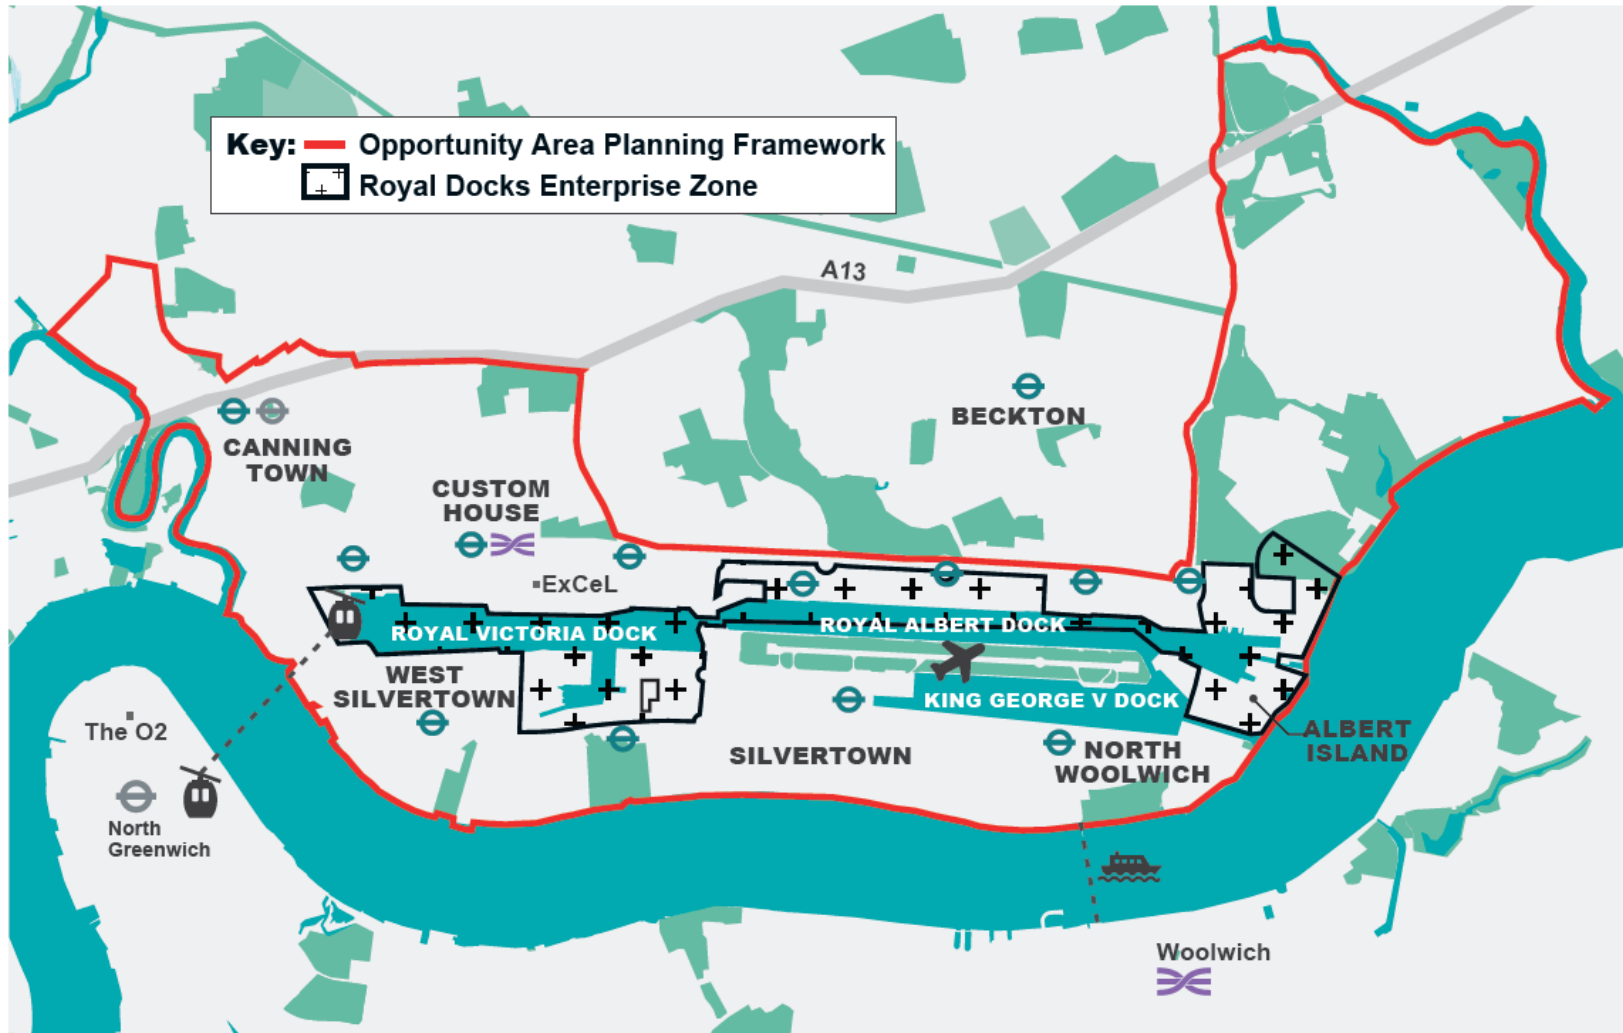 Key: Opportunity Area Planning Framework
Royal Docks Enterprise Zone
A13
BECKTON
CANNING
TOWN
CUSTOM
HOUSE
ExCeL
ROYAL VICTORIA DOCK
ROYAL ALBERT DOCK
WEST
SILVERTOWN
KING GEORGE V DOCK
The O2
SILVERTOWN
NORTH
WOOLWICH
ALBERT
ISLAND
North
Greenwich
Woolwich